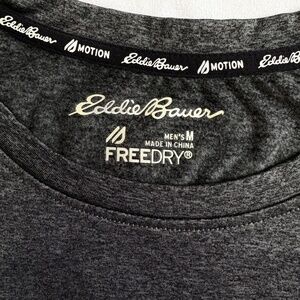 MOTION Eddie Bauer MOTION Eddie Bauer
Eddie Bauer
MEN'S M
MADE IN CHINA
FREEDRY®